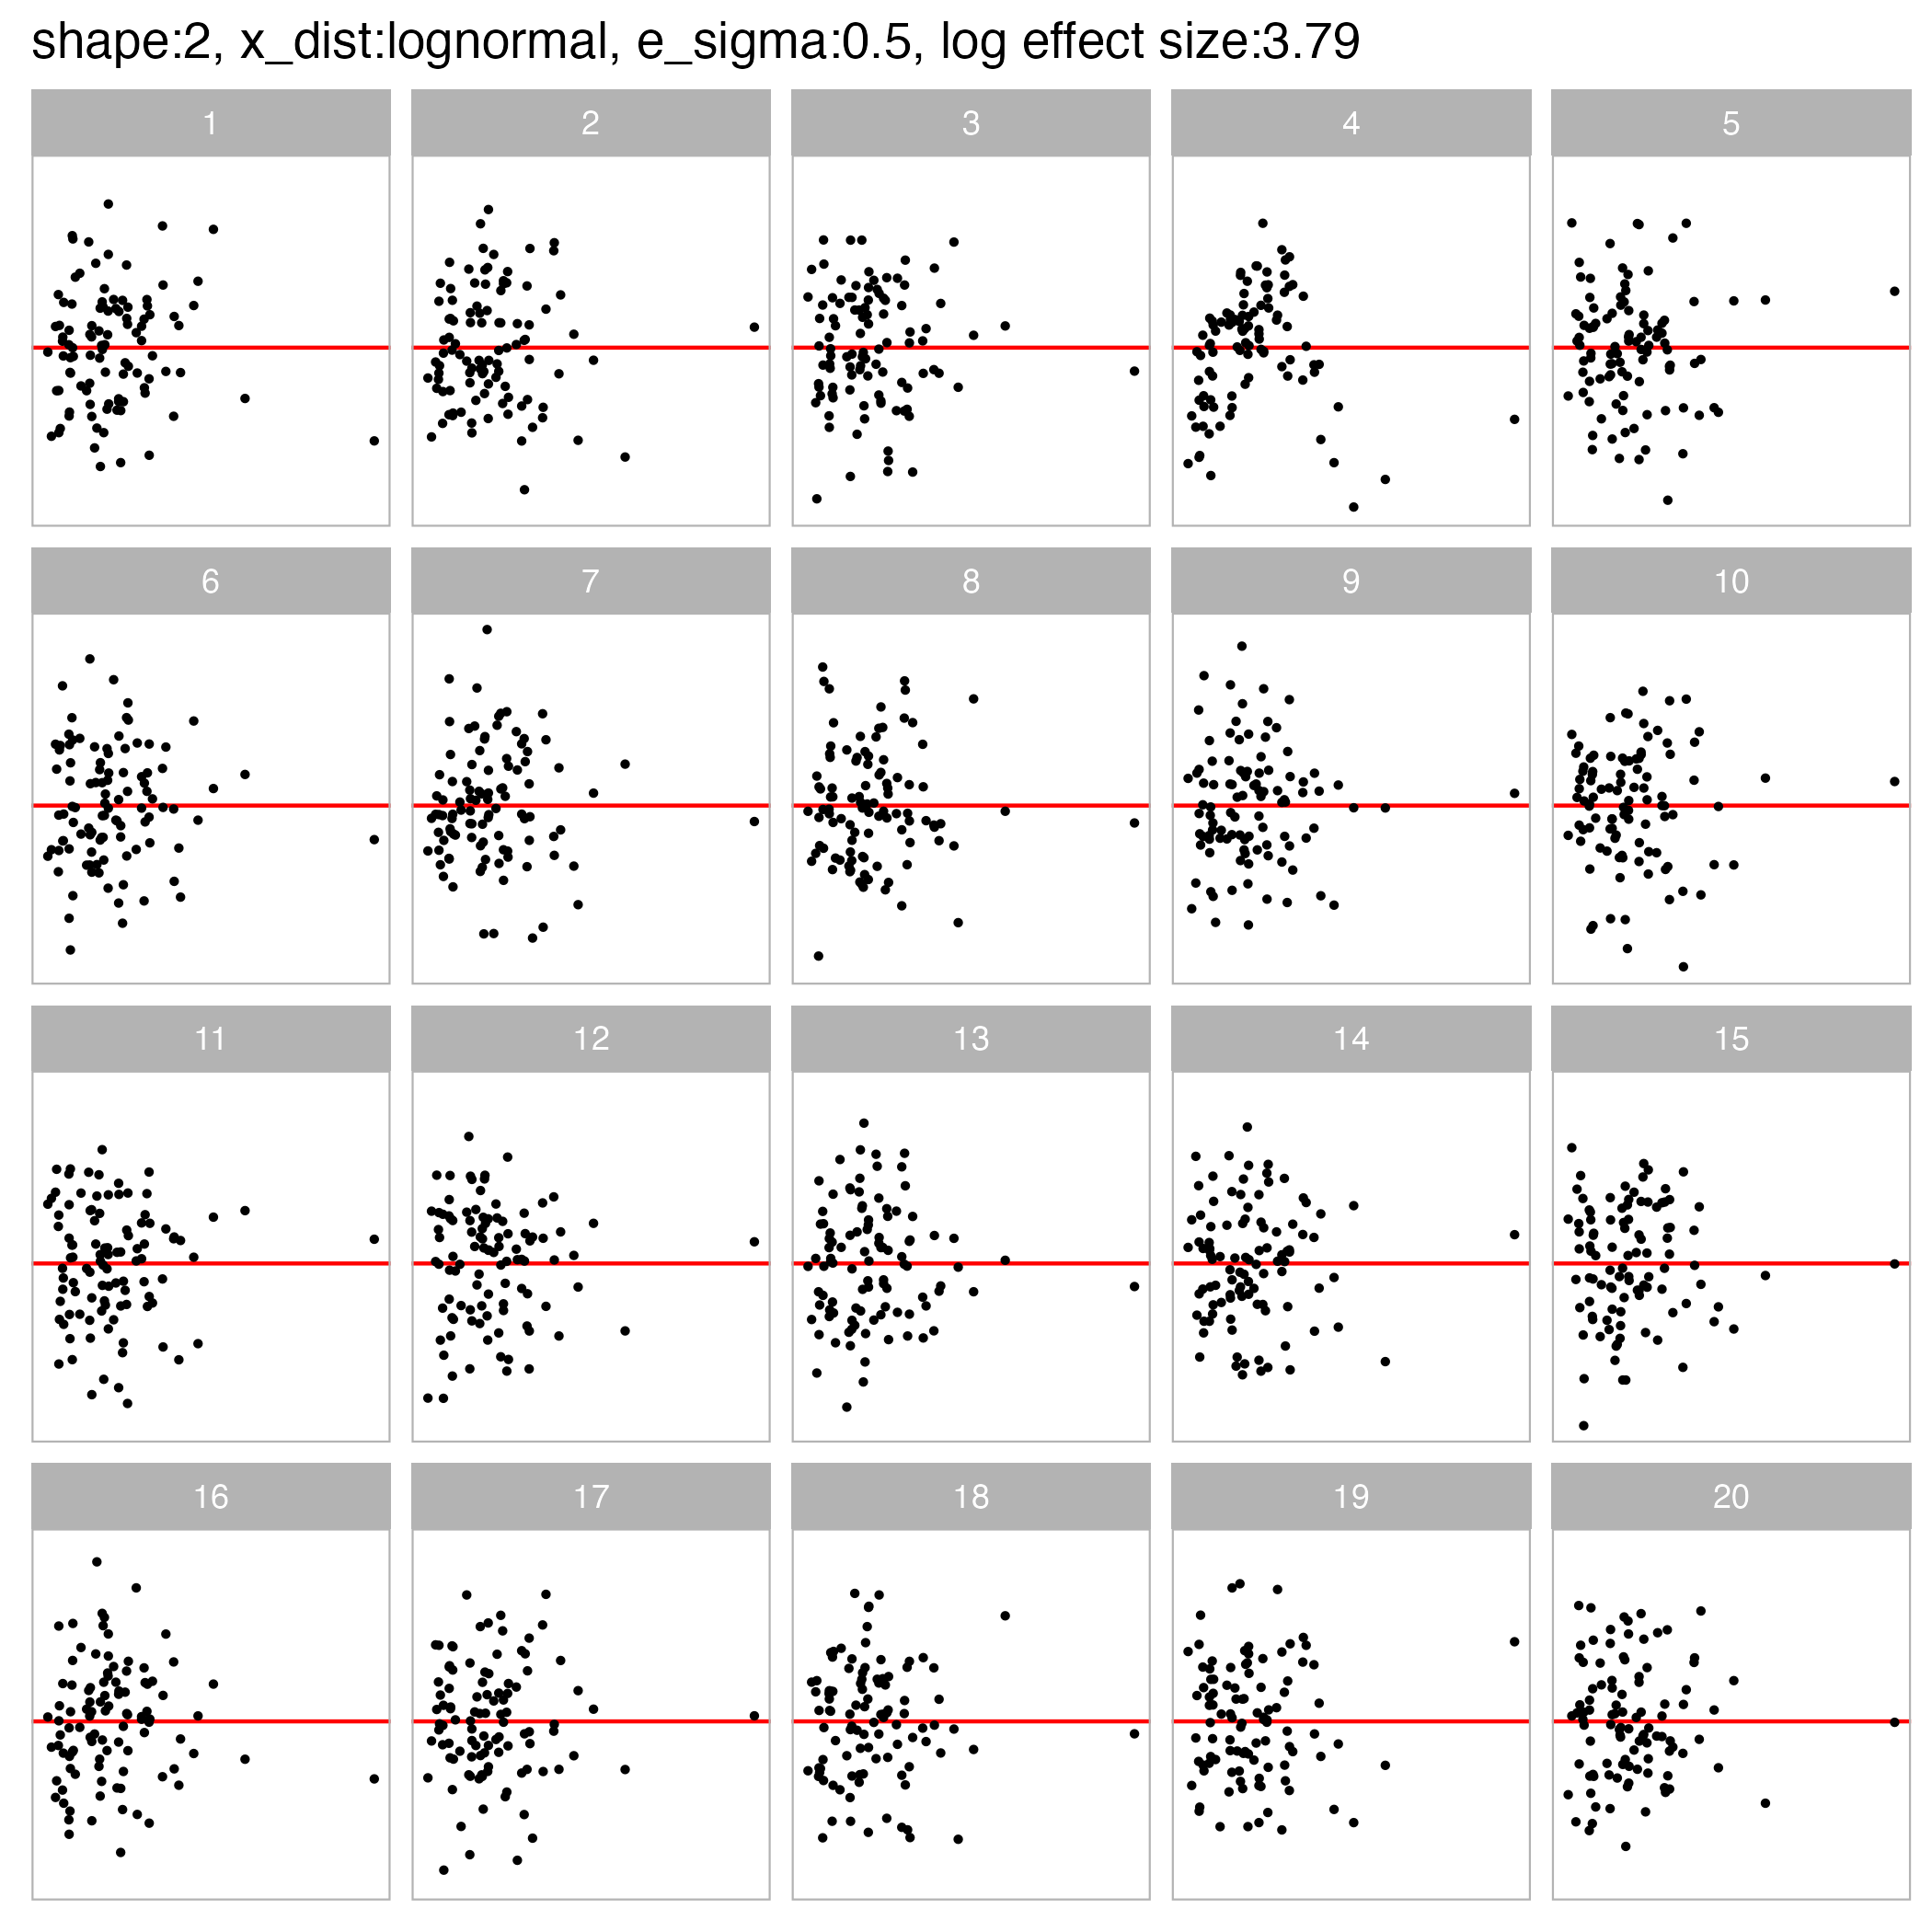 shape:2, x_dist:lognormal, e_sigma:0.5, log effect size:3.79
1 2 3 4 5
6 7 8 9 10
11 12 13 14 15
16 17 18 19 20